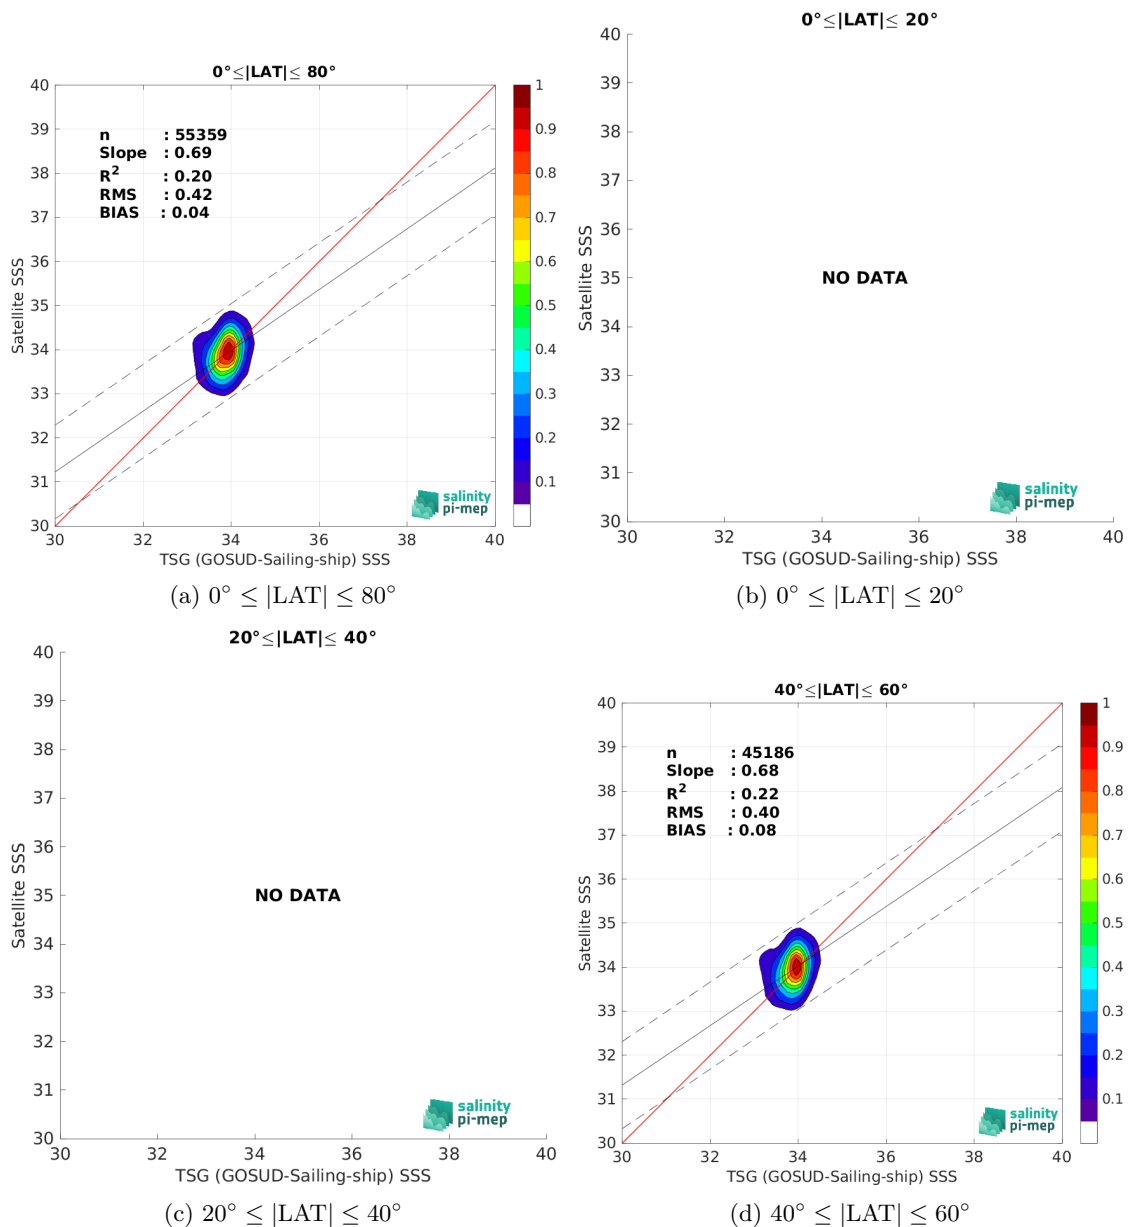 0°≤|LAT|≤ 80°
40
39
38
37
36
35
34
33
32
31
30
n : 55359
Slope : 0.69
R² : 0.20
RMS : 0.42
BIAS : 0.04
Satellite SSS
30 32 34 36 38 40
TSG (GOSUD-Sailing-ship) SSS
1
0.9
0.8
0.7
0.6
0.5
0.4
0.3
0.2
0.1
salinity
pi-mep
(a) 0° ≤ |LAT| ≤ 80°
0°≤|LAT|≤ 20°
40
39
38
37
36
35
34
33
32
31
30
Satellite SSS
NO DATA
salinity
pi-mep
30 32 34 36 38 40
TSG (GOSUD-Sailing-ship) SSS
(b) 0° ≤ |LAT| ≤ 20°
20°≤|LAT|≤ 40°
40
39
38
37
36
35
34
33
32
31
30
Satellite SSS
NO DATA
salinity
pi-mep
30 32 34 36 38 40
TSG (GOSUD-Sailing-ship) SSS
(c) 20° ≤ |LAT| ≤ 40°
40°≤|LAT|≤ 60°
40
39
38
37
36
35
34
33
32
31
30
n : 45186
Slope : 0.68
R² : 0.22
RMS : 0.40
BIAS : 0.08
Satellite SSS
30 32 34 36 38 40
TSG (GOSUD-Sailing-ship) SSS
1
0.9
0.8
0.7
0.6
0.5
0.4
0.3
0.2
0.1
salinity
pi-mep
(d) 40° ≤ |LAT| ≤ 60°